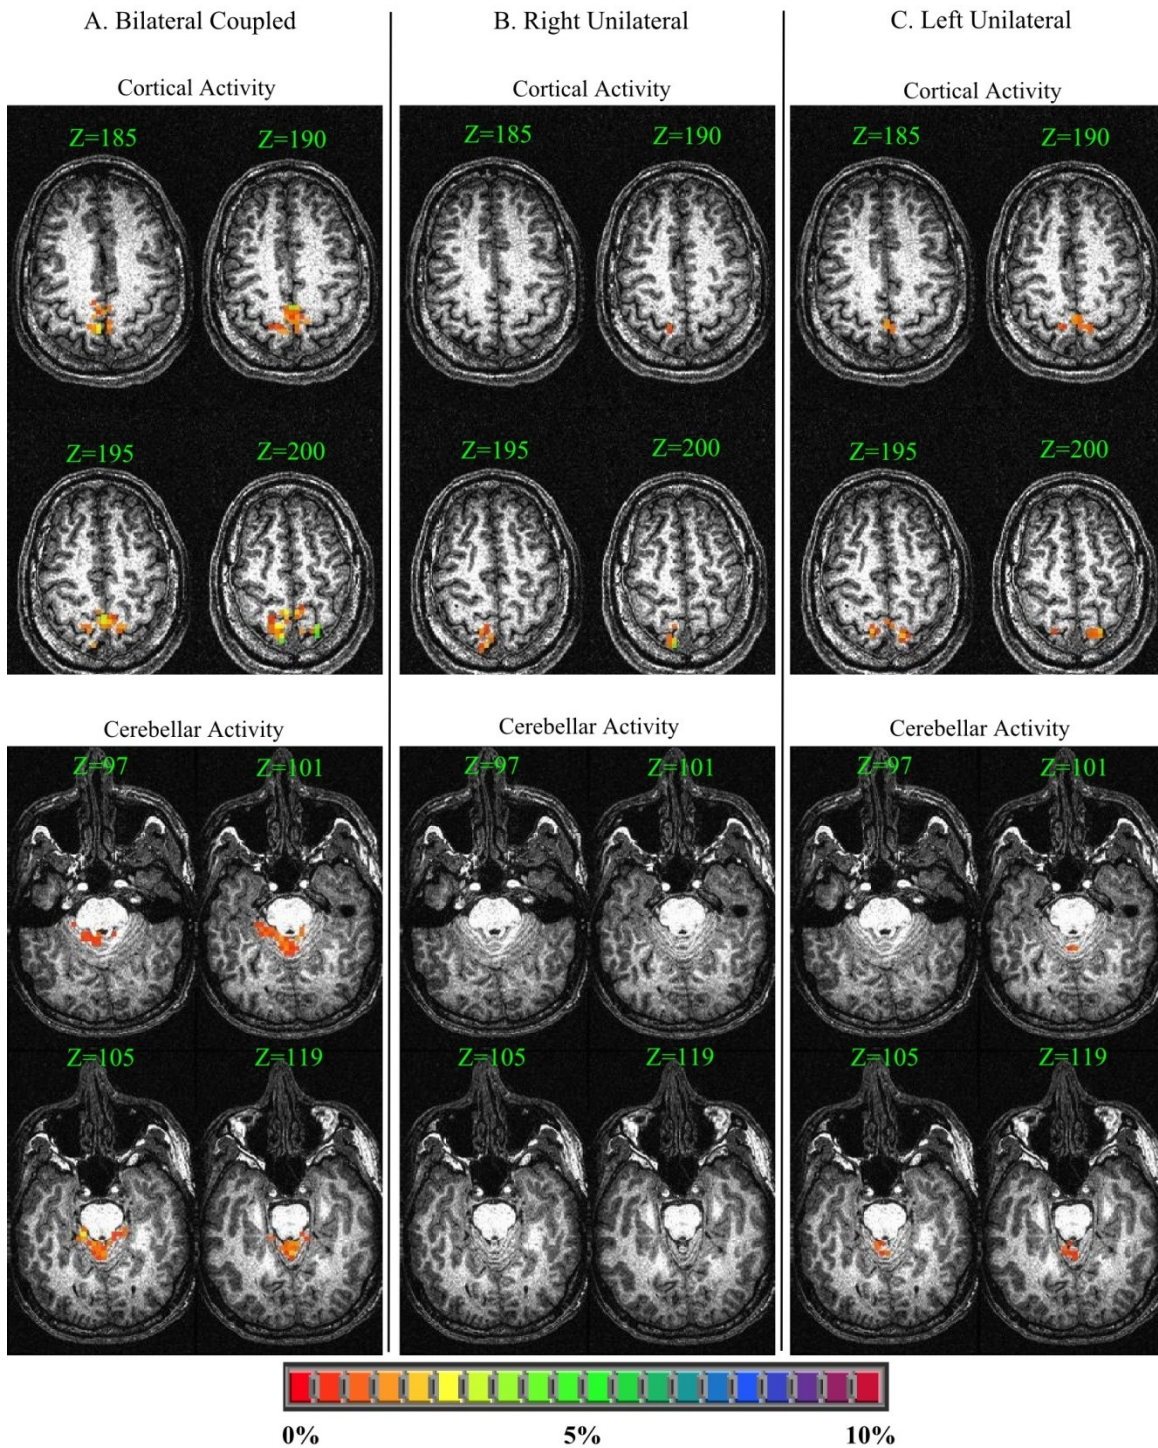 A. Bilateral Coupled
B. Right Unilateral
C. Left Unilateral
Cortical Activity
Cortical Activity
Cortical Activity
Z=185
Z=190
Z=185
Z=190
Z=185
Z=190
Z=195
Z=200
Z=195
Z=200
Z=195
Z=200
Cerebellar Activity
Cerebellar Activity
Cerebellar Activity
Z=97
Z=101
Z=97
Z=101
Z=97
Z=101
Z=105
Z=119
Z=105
Z=119
Z=105
Z=119
0%
5%
10%